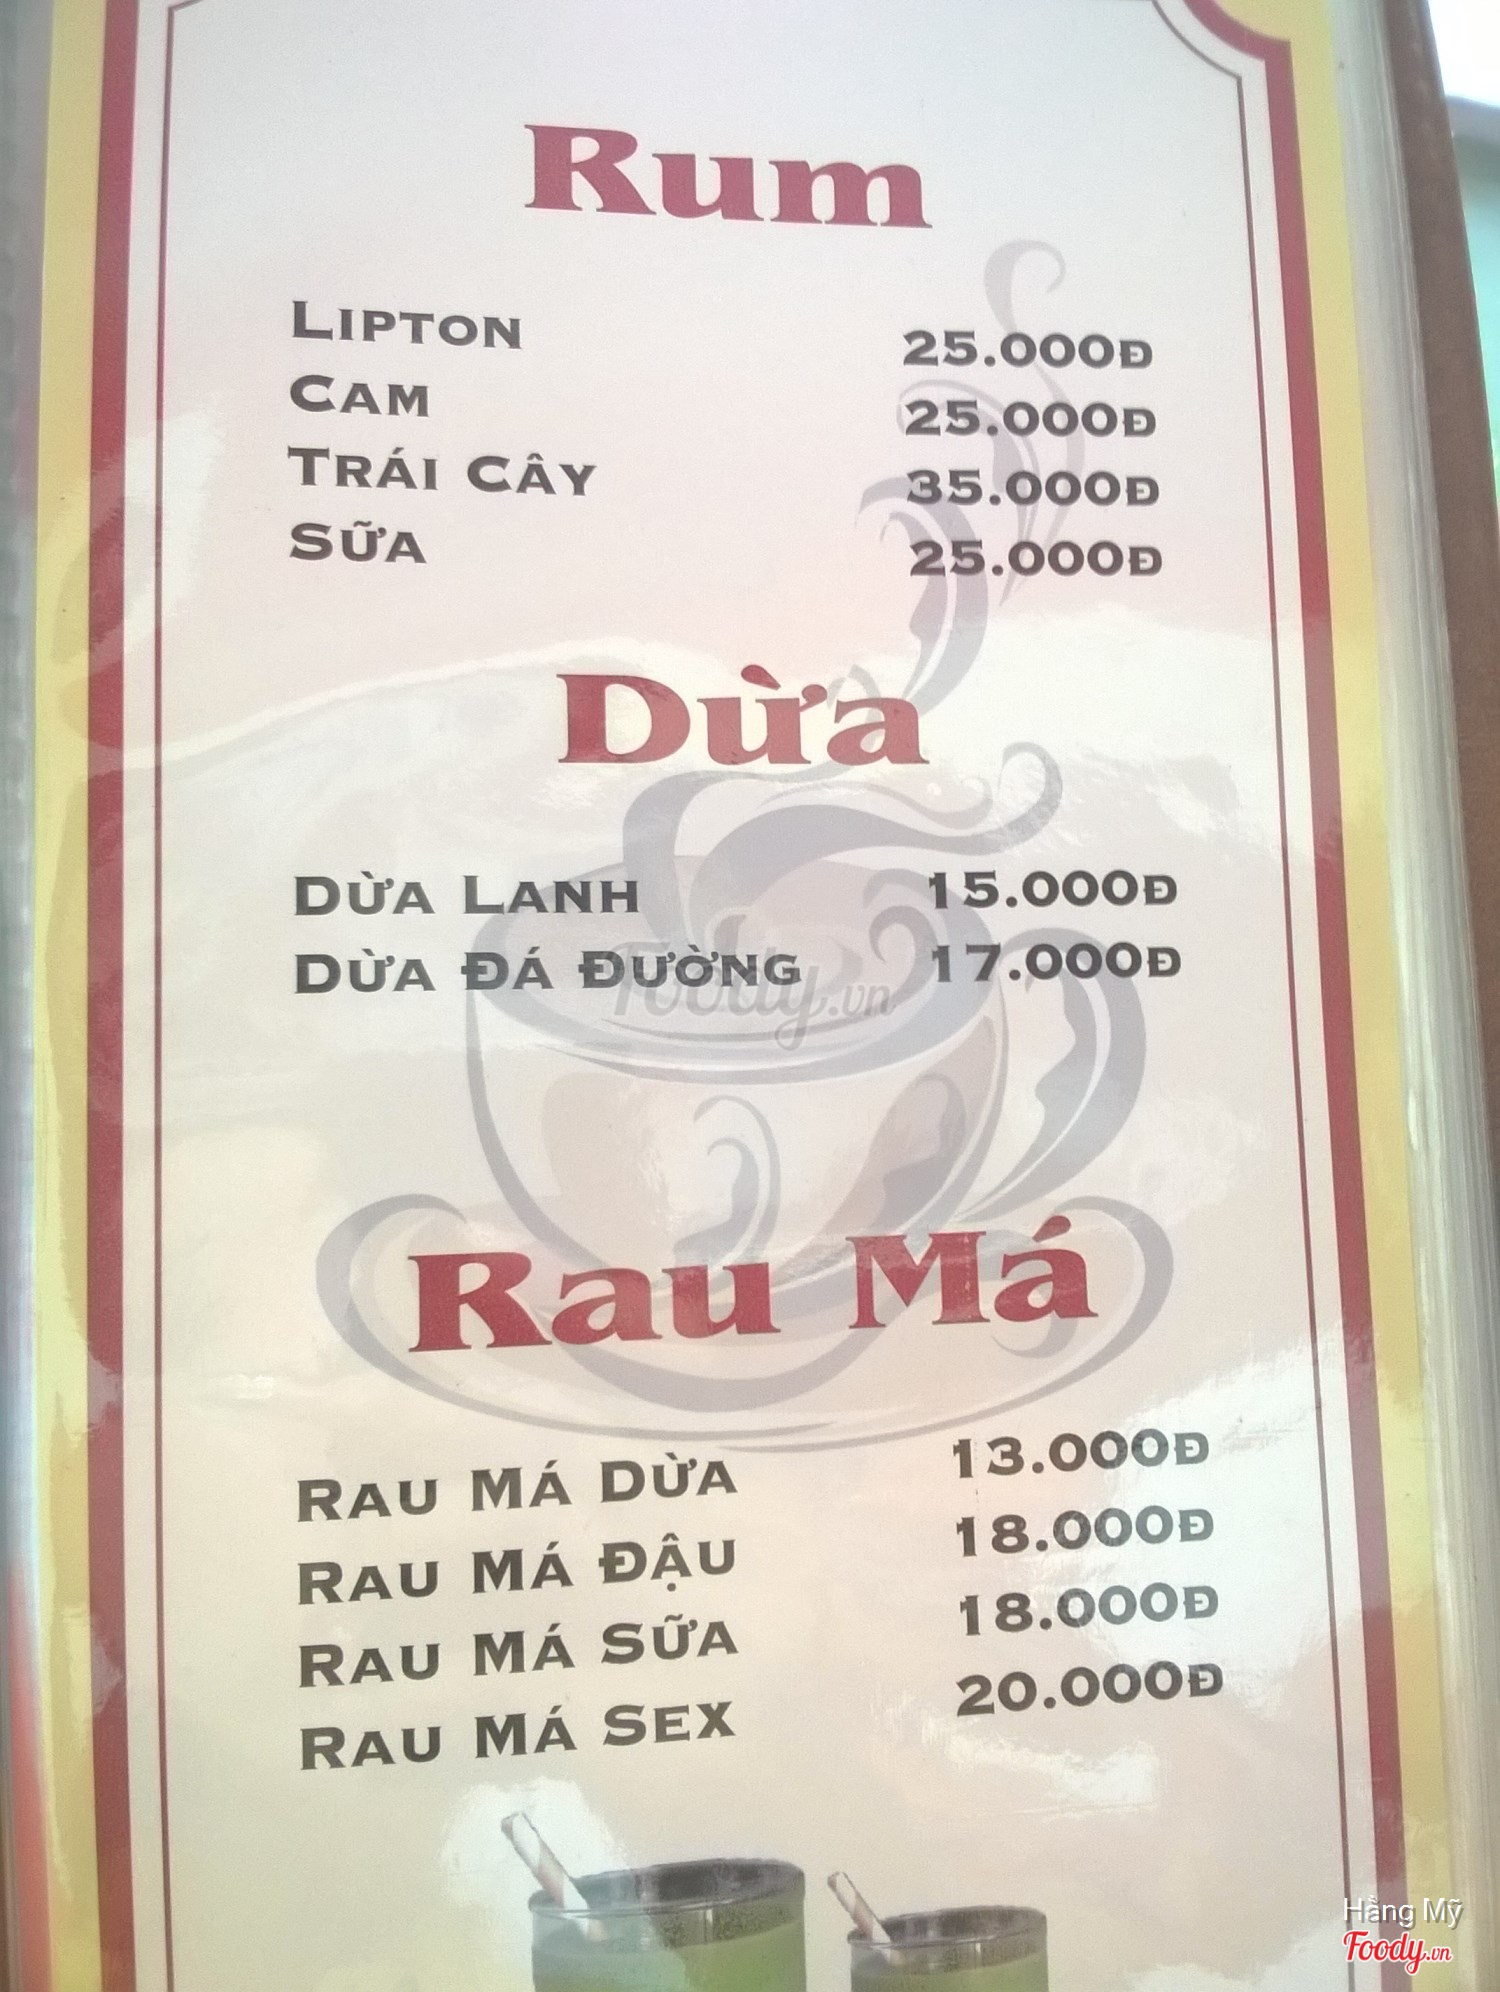 Rum
LIPTON 25.000Đ
CAM 25.000Đ
TRÁI CÂY 35.000Đ
SỮA 25.000Đ
Dừa
DỪA LANH 15.000Đ
DỪA ĐÁ ĐƯỜNG 17.000Đ
Foody.vn
Rau Má
RAU MÁ DỪA 13.000Đ
RAU MÁ ĐẬU 18.000Đ
RAU MÁ SỮA 18.000Đ
RAU MÁ SEX 20.000Đ
Hằng Mỹ
Foody.vn